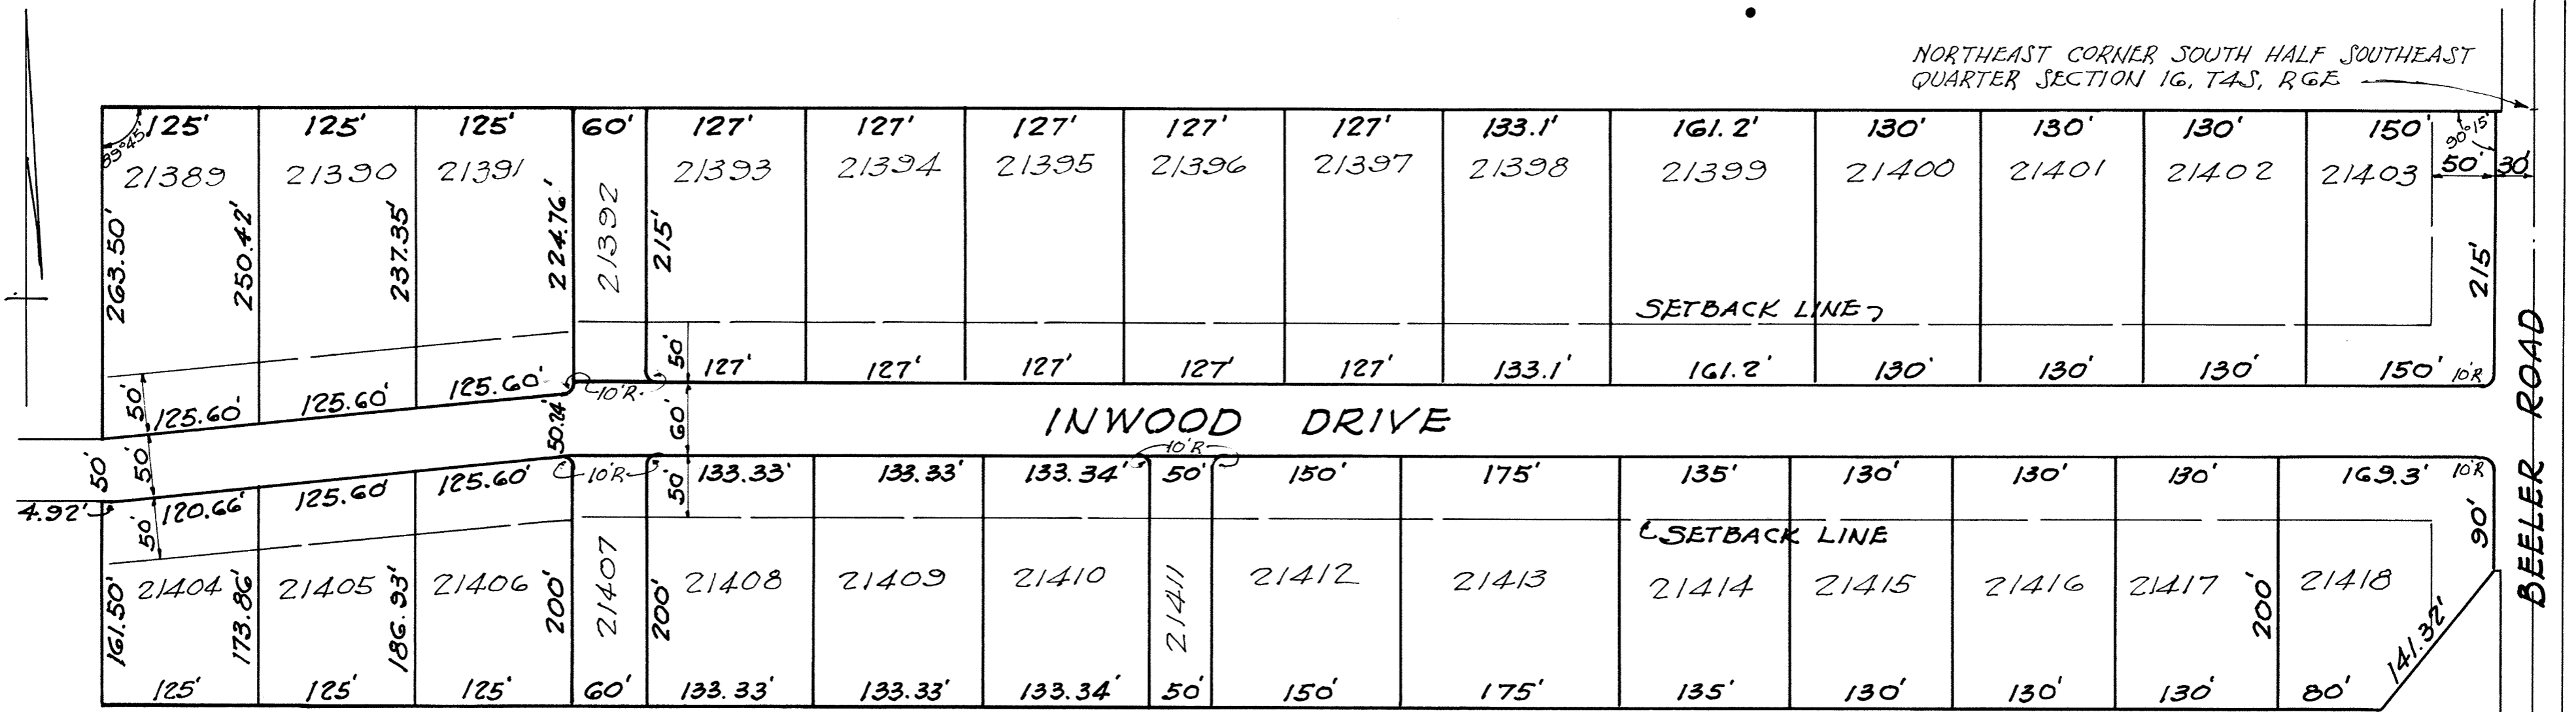 NORTHEAST CORNER SOUTH HALF SOUTHEAST
QUARTER SECTION 16, T4S, R6E
125' 125' 125' 60' 127' 127' 127' 127' 127' 133.1' 161.2' 130' 130' 130' 150'
89°45' 90°15'
21389 21390 21391 21392 21393 21394 21395 21396 21397 21398 21399 21400 21401 21402 21403 50' 30'
263.50' 250.42' 237.35' 224.76' 215' 215'
SETBACK LINE
50' 125.60' 125.60' 125.60' 10'R. 50' 127' 127' 127' 127' 127' 133.1' 161.2' 130' 130' 130' 150' 10'R
50.24' 60'
INWOOD DRIVE
BEELER ROAD
50' 50' 10'R
4.92' 120.66' 125.60' 125.60' 10'R 50' 133.33' 133.33' 133.34' 50' 150' 175' 135' 130' 130' 130' 169.3' 10'R
50' 90'
SETBACK LINE
21404 21405 21406 21407 21408 21409 21410 21411 21412 21413 21414 21415 21416 21417 21418
161.50' 173.86' 186.93' 200' 200' 200' 141.32'
125' 125' 125' 60' 133.33' 133.33' 133.34' 50' 150' 175' 135' 130' 130' 130' 80'